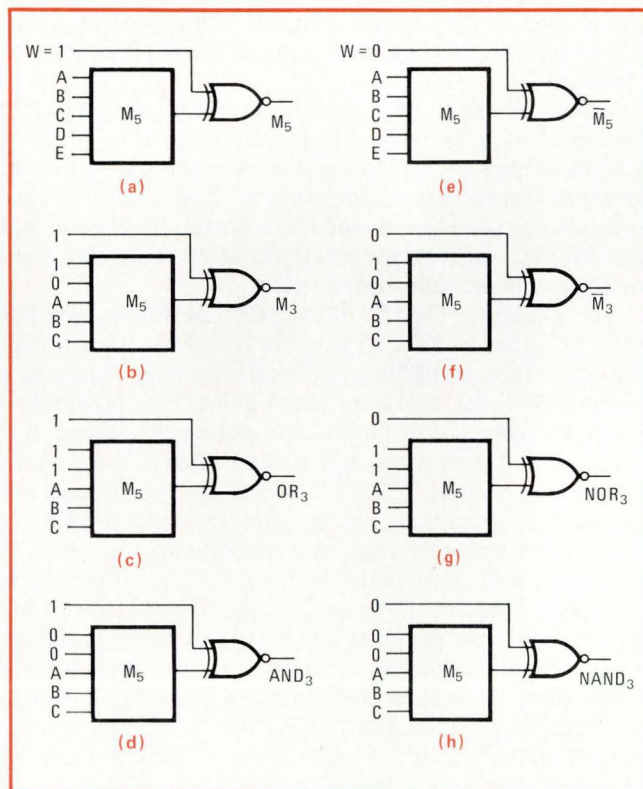 W = 1
A
B
C
D
E
M5
M5
(a)
W = 0
A
B
C
D
E
M5
M̅5
(e)
1
1
0
A
B
C
M5
M3
(b)
0
1
0
A
B
C
M5
M̅3
(f)
1
1
1
A
B
C
M5
OR3
(c)
0
1
1
A
B
C
M5
NOR3
(g)
1
0
0
A
B
C
M5
AND3
(d)
0
0
0
A
B
C
M5
NAND3
(h)